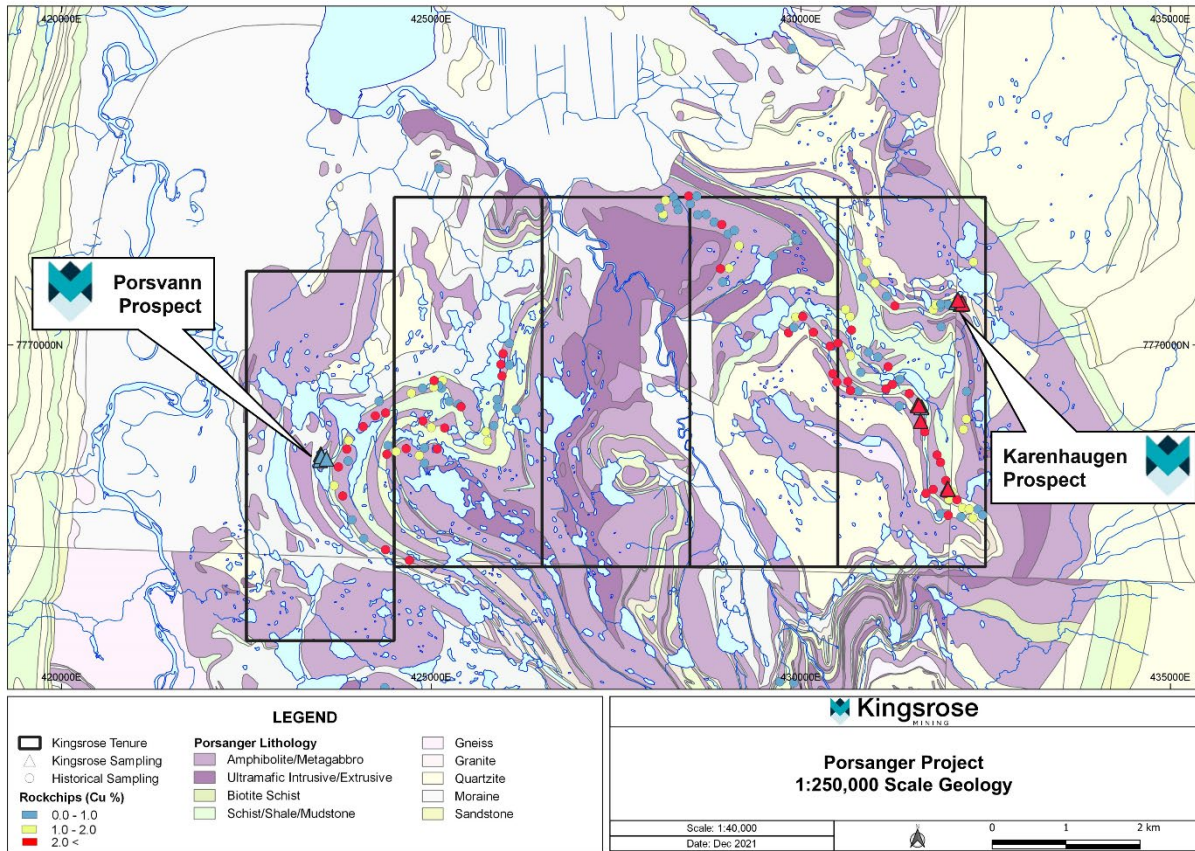 420000E
425000E
430000E
435000E
Porsvann
Prospect
7770000N
7770000N
Karenhaugen
Prospect
420000E
425000E
430000E
435000E
LEGEND
Kingsrose Tenure
Kingsrose Sampling
Historical Sampling
Rockchips (Cu %)
0.0 - 1.0
1.0 - 2.0
2.0 <
Porsanger Lithology
Amphibolite/Metagabbro
Ultramafic Intrusive/Extrusive
Biotite Schist
Schist/Shale/Mudstone
Gneiss
Granite
Quartzite
Moraine
Sandstone
Kingsrose
MINING
Porsanger Project
1:250,000 Scale Geology
Scale: 1:40,000
Date: Dec 2021
0 1 2 km